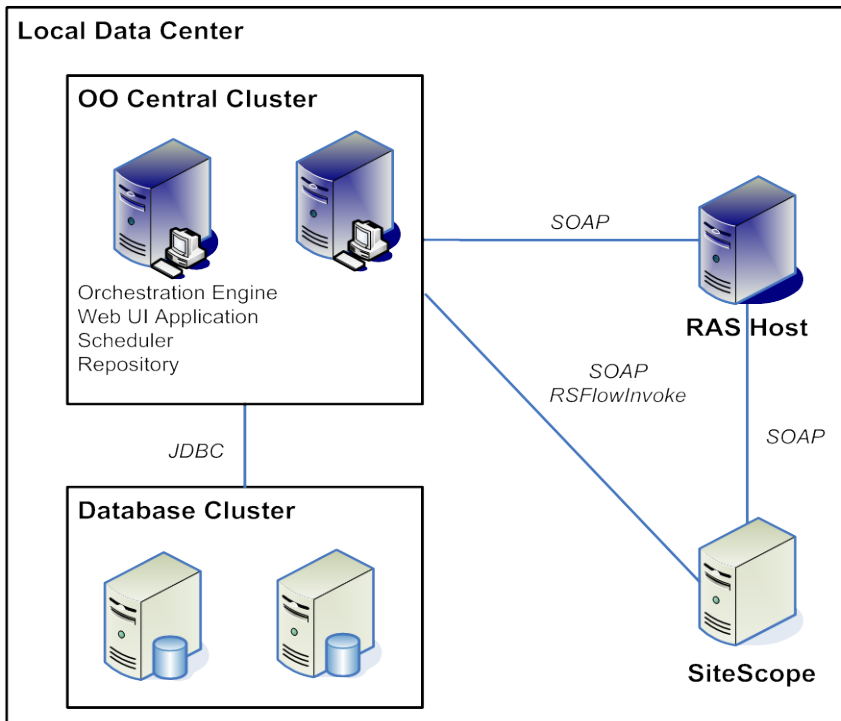 Local Data Center
OO Central Cluster
Orchestration Engine
Web UI Application
Scheduler
Repository
SOAP
RAS Host
SOAP
RSFlowInvoke
SOAP
JDBC
Database Cluster
SiteScope